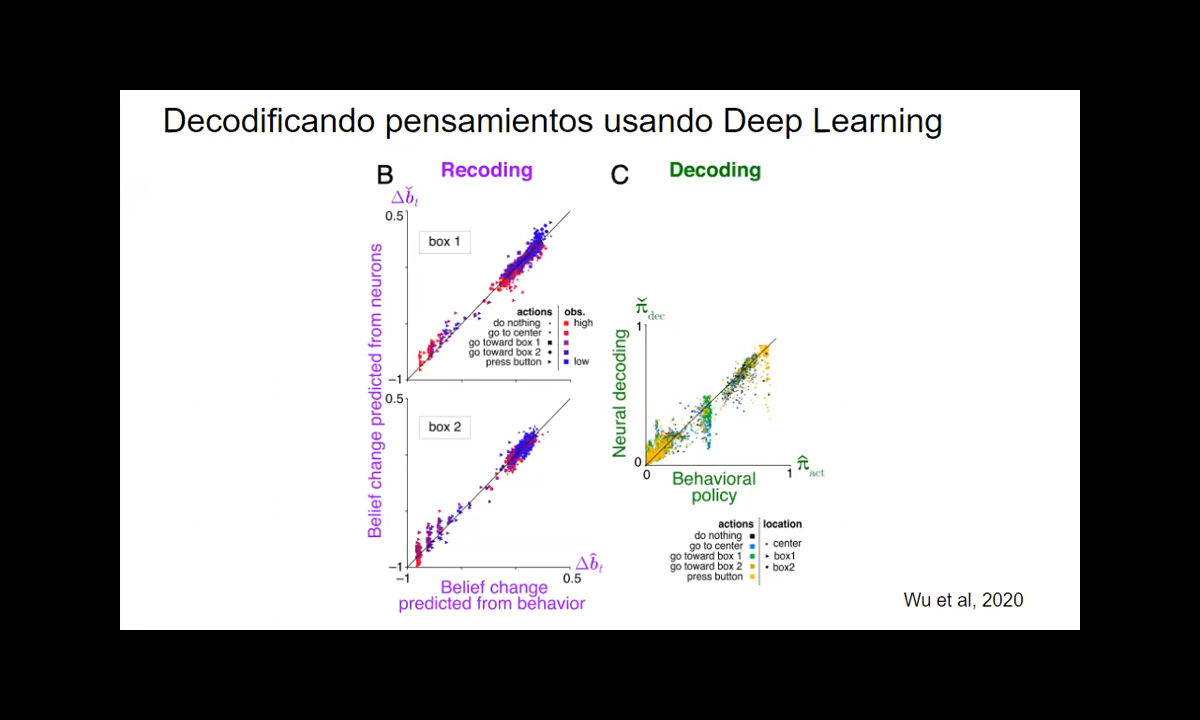 Decodificando pensamientos usando Deep Learning
B
Recoding
Δb̌ₜ
0.5
box 1
actions
obs.
do nothing
high
go to center
go toward box 1
go toward box 2
press button
low
−1
Belief change predicted from neurons
0.5
box 2
−1
−1
0.5
Δb̂ₜ
Belief change
predicted from behavior
C
Decoding
π̌dec
1
Neural decoding
0
0
1
π̂act
Behavioral
policy
actions
location
do nothing
go to center
center
go toward box 1
box1
go toward box 2
box2
press button
Wu et al, 2020